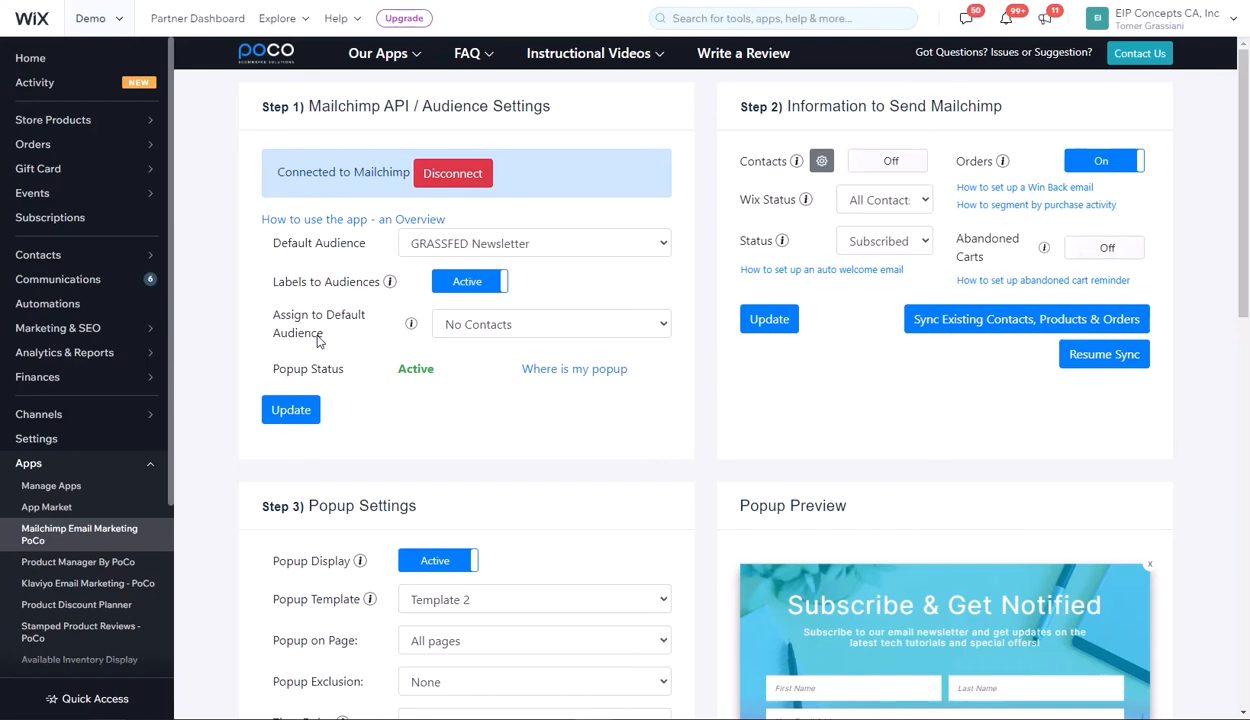 WiX Demo Partner Dashboard Explore Help Upgrade Search for tools, apps, help & more... 50 99+ 11 EI EIP Concepts CA, Inc
Tomer Grassiani
Home
Activity NEW
Store Products
Orders
Gift Card
Events
Subscriptions
Contacts
Communications 6
Automations
Marketing & SEO
Analytics & Reports
Finances
Channels
Settings
Apps
Manage Apps
App Market
Mailchimp Email Marketing
PoCo
Product Manager By PoCo
Klaviyo Email Marketing - PoCo
Product Discount Planner
Stamped Product Reviews -
PoCo
Available Inventory Display
Quick Access
poco Our Apps FAQ Instructional Videos Write a Review Got Questions? Issues or Suggestion? Contact Us
ECOMMERCE SOLUTIONS
Step 1) Mailchimp API / Audience Settings
Connected to Mailchimp Disconnect
How to use the app - an Overview
Default Audience GRASSFED Newsletter
Labels to Audiences i Active
Assign to Default
Audience i No Contacts
Popup Status Active Where is my popup
Update
Step 2) Information to Send Mailchimp
Contacts i Off Orders i On
How to set up a Win Back email
Wix Status i All Contact How to segment by purchase activity
Status i Subscribed Abandoned
Carts i Off
How to set up an auto welcome email How to set up abandoned cart reminder
Update Sync Existing Contacts, Products & Orders
Resume Sync
Step 3) Popup Settings
Popup Display i Active
Popup Template i Template 2
Popup on Page: All pages
Popup Exclusion: None
Popup Preview
x
Subscribe & Get Notified
Subscribe to our email newsletter and get updates on the
latest tech tutorials and special offers!
First Name Last Name